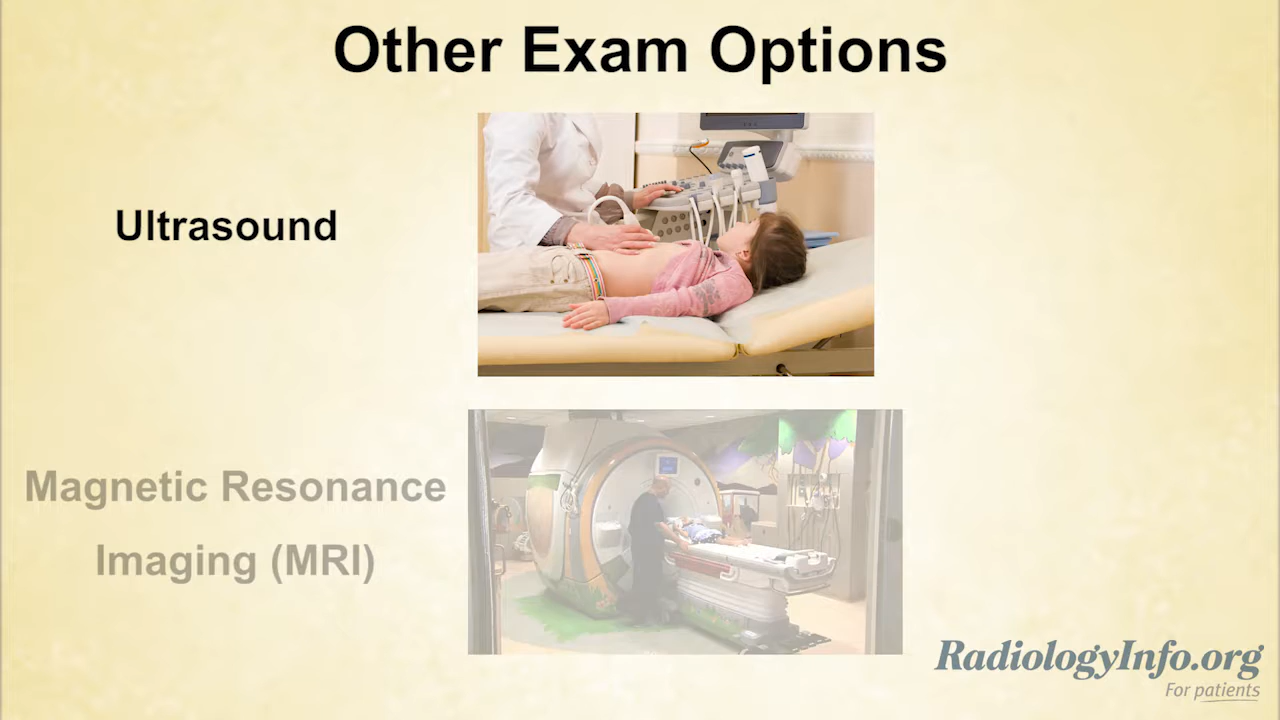 Other Exam Options
Ultrasound
Magnetic Resonance
Imaging (MRI)
RadiologyInfo.org
For patients